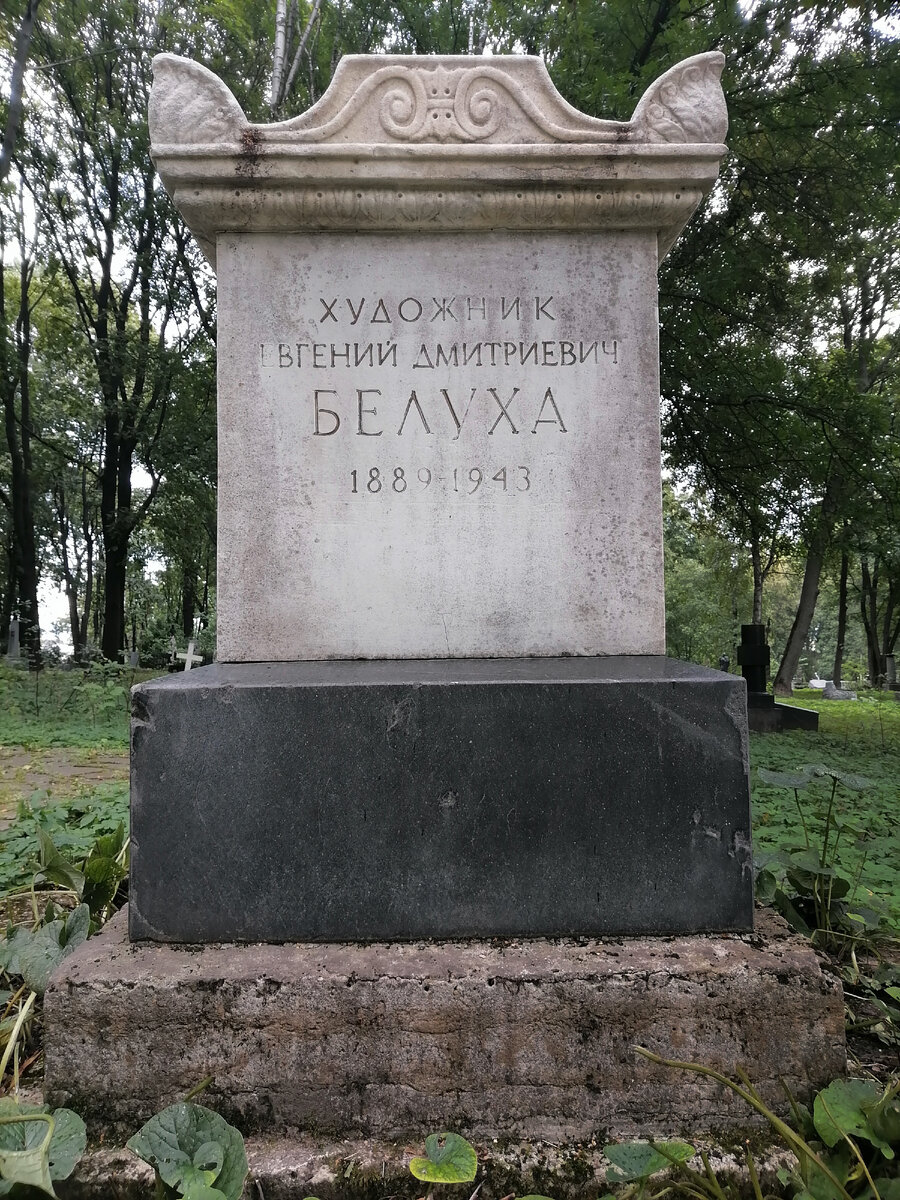 ХУДОЖНИК
ЕВГЕНИЙ ДМИТРИЕВИЧ
БЕЛУХА
1889-1943